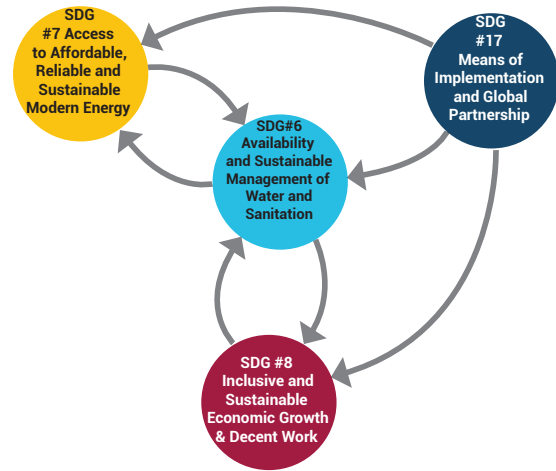 SDG
#7 Access
to Affordable,
Reliable and
Sustainable
Modern Energy
SDG
#17
Means of
Implementation
and Global
Partnership
SDG#6
Availability
and Sustainable
Management of
Water and
Sanitation
SDG #8
Inclusive and
Sustainable
Economic Growth
& Decent Work